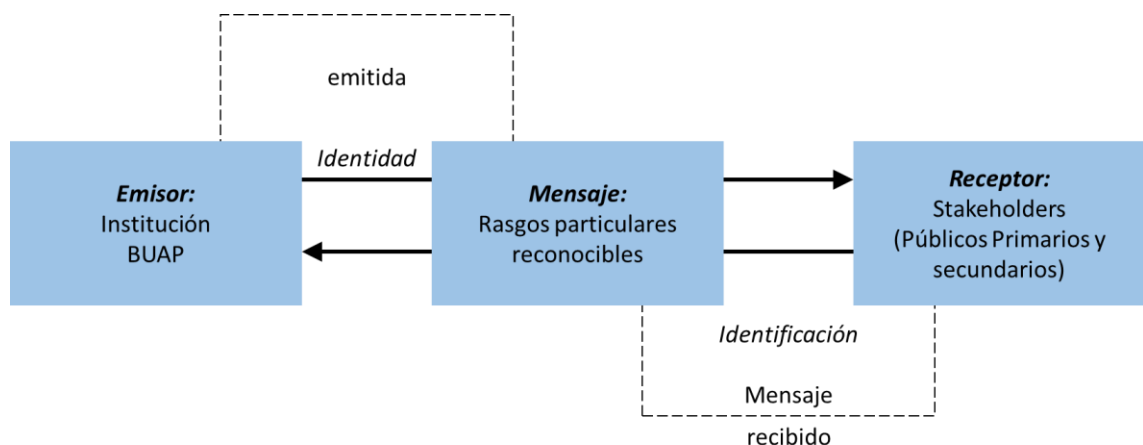 emitida
Identidad
Emisor:
Institución
BUAP
Mensaje:
Rasgos particulares
reconocibles
Receptor:
Stakeholders
(Públicos Primarios y
secundarios)
Identificación
Mensaje
recibido